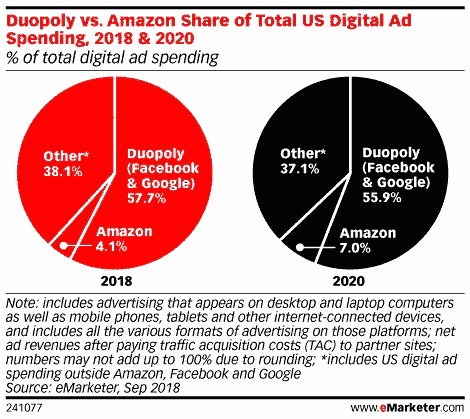 Duopoly vs. Amazon Share of Total US Digital Ad
Spending, 2018 & 2020
% of total digital ad spending
Other*
38.1%
Duopoly
(Facebook
& Google)
57.7%
Amazon
4.1%
2018
Other*
37.1%
Duopoly
(Facebook
& Google)
55.9%
Amazon
7.0%
2020
Note: includes advertising that appears on desktop and laptop computers
as well as mobile phones, tablets and other internet-connected devices,
and includes all the various formats of advertising on those platforms; net
ad revenues after paying traffic acquisition costs (TAC) to partner sites;
numbers may not add up to 100% due to rounding; *includes US digital ad
spending outside Amazon, Facebook and Google
Source: eMarketer, Sep 2018
241077
www.eMarketer.com